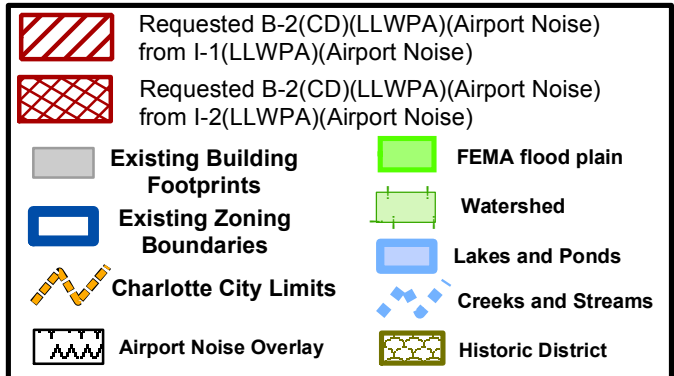 Requested B-2(CD)(LLWPA)(Airport Noise)
from I-1(LLWPA)(Airport Noise)
Requested B-2(CD)(LLWPA)(Airport Noise)
from I-2(LLWPA)(Airport Noise)
Existing Building
Footprints
Existing Zoning
Boundaries
Charlotte City Limits
Airport Noise Overlay
FEMA flood plain
Watershed
Lakes and Ponds
Creeks and Streams
Historic District